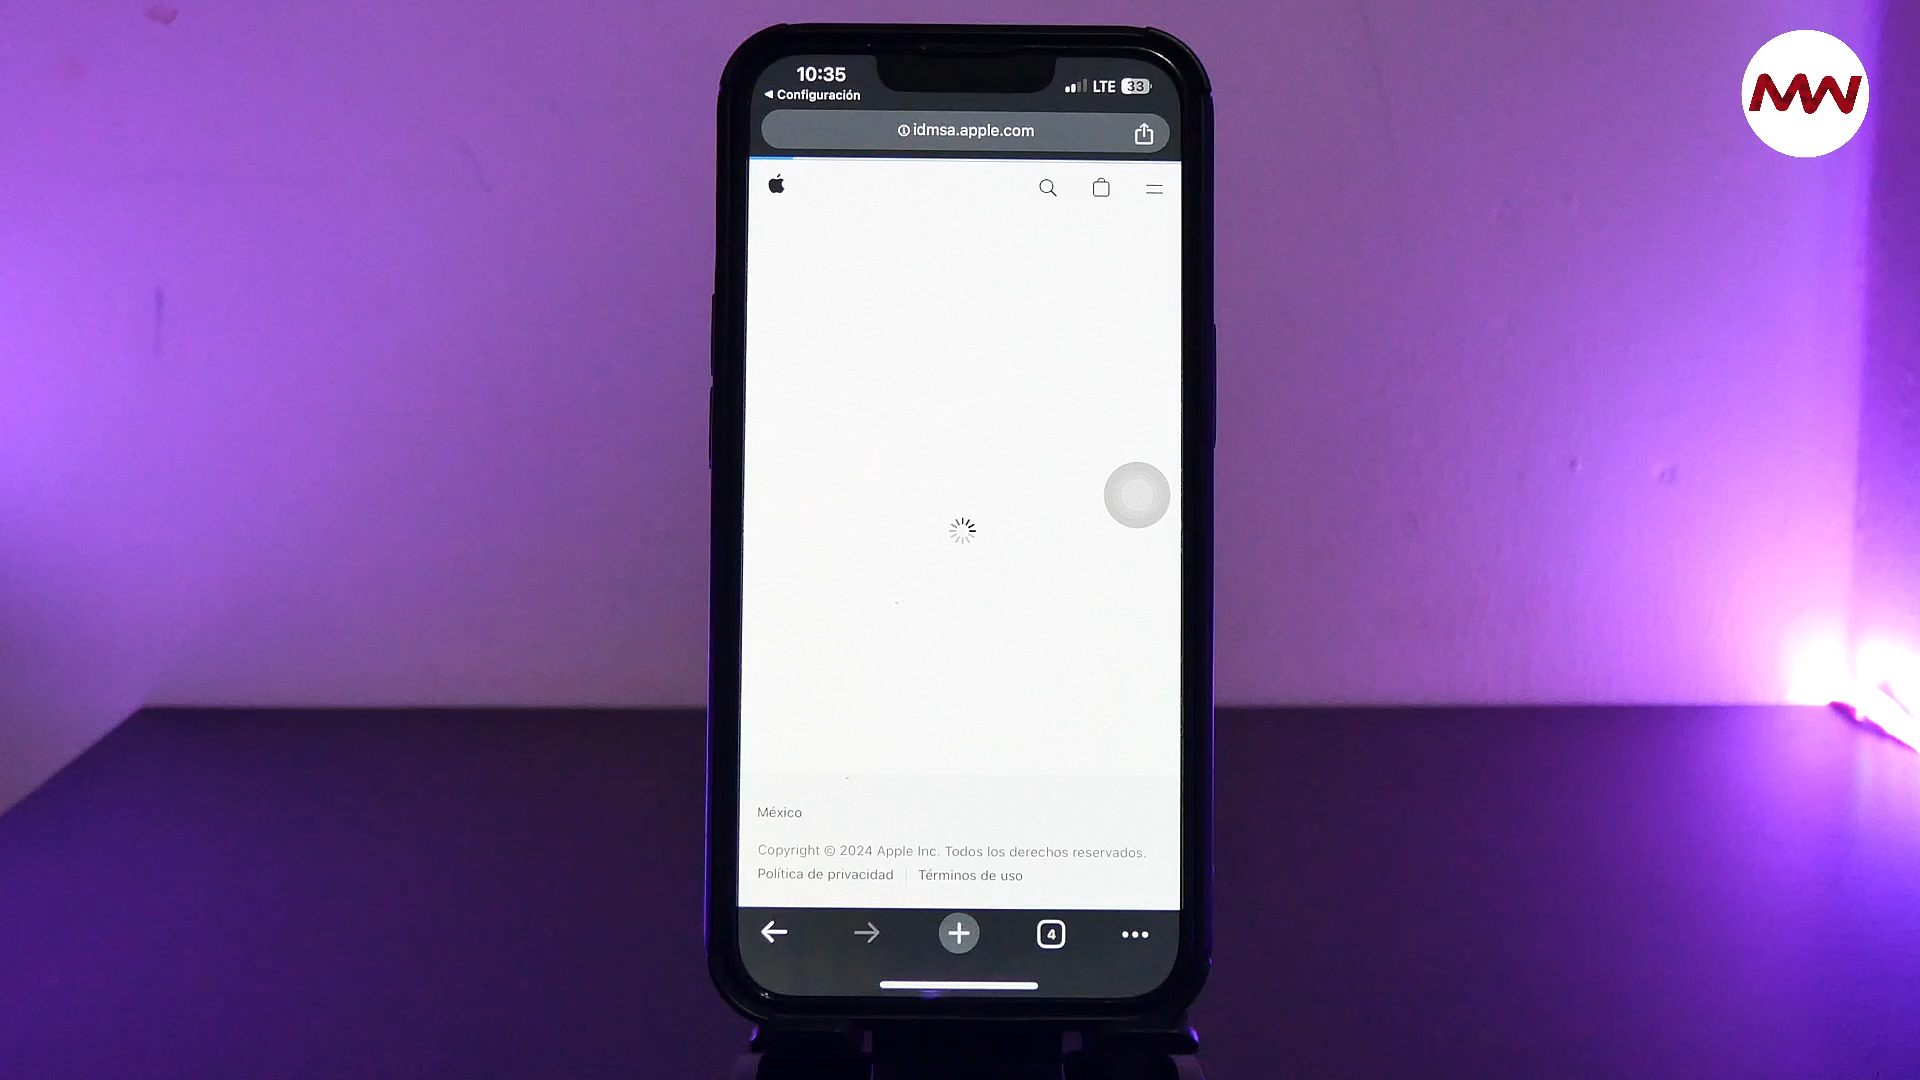 MW
10:35
LTE 33
Configuración
idmsa.apple.com
México
Copyright © 2024 Apple Inc. Todos los derechos reservados.
Política de privacidad
Términos de uso
4